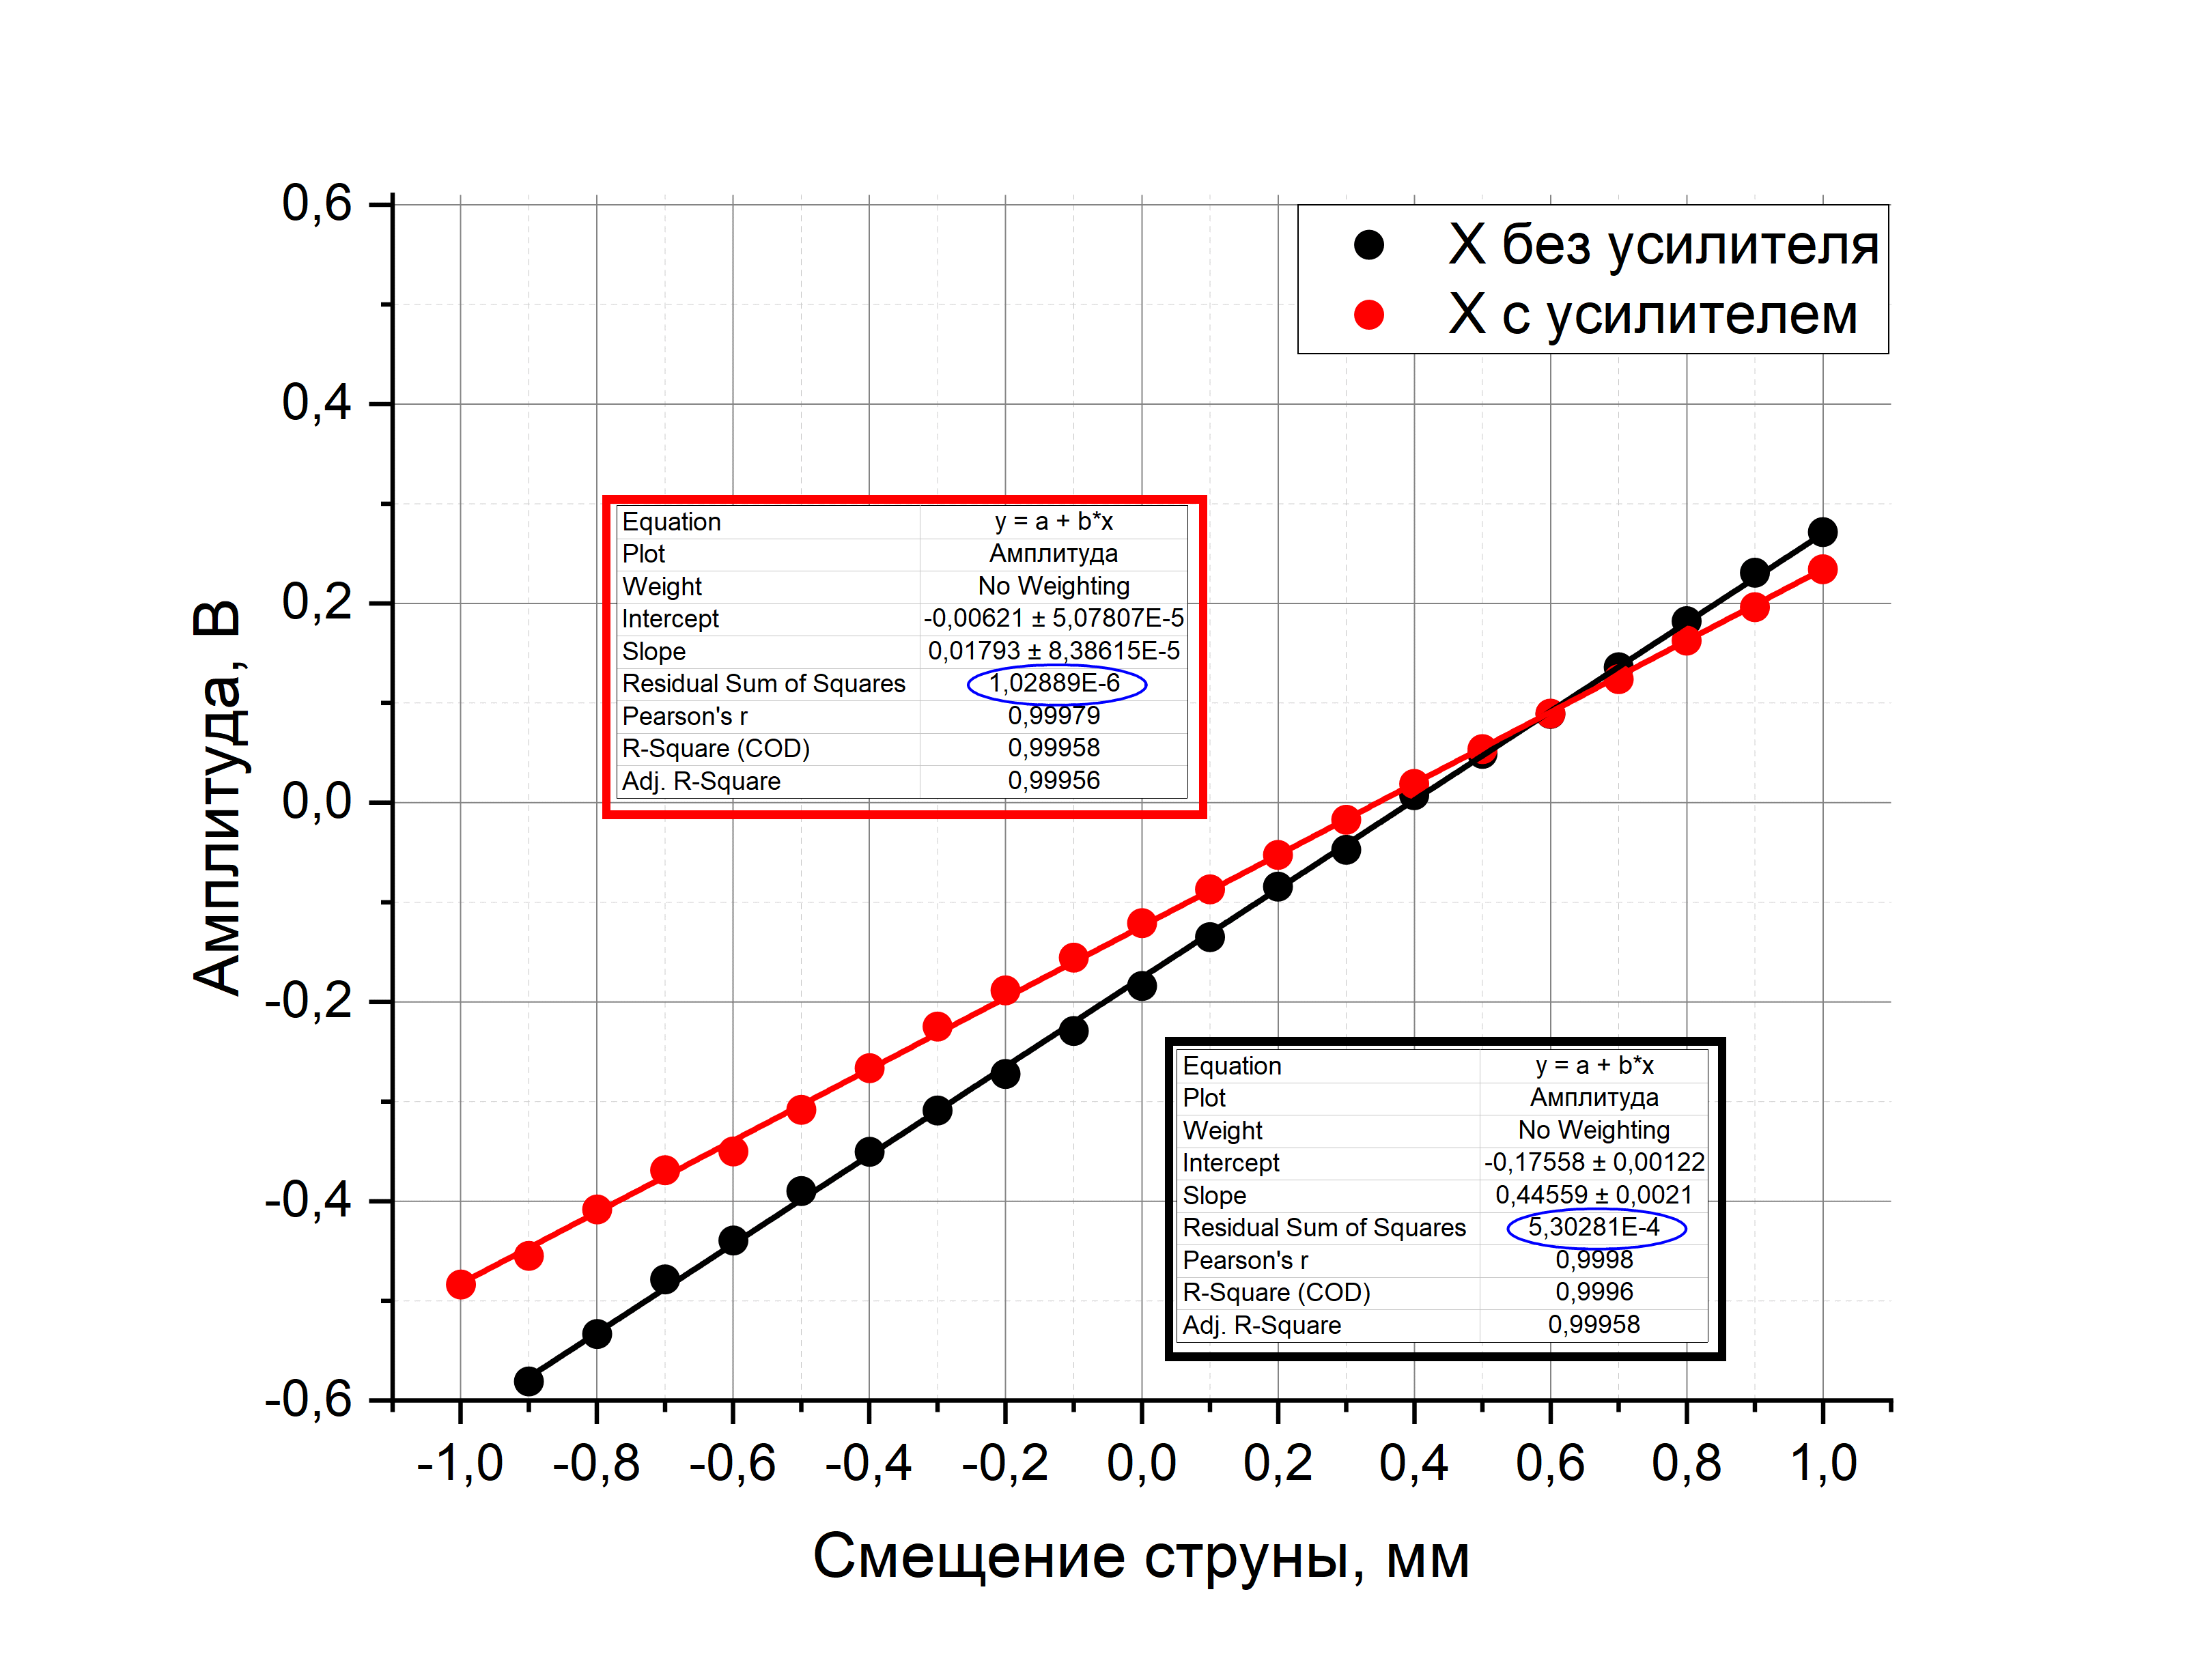 0,6
0,4
0,2
0,0
-0,2
-0,4
-0,6
Амплитуда, В
X без усилителя
X с усилителем
Equation y = a + b*x
Plot Амплитуда
Weight No Weighting
Intercept -0,00621 ± 5,07807E-5
Slope 0,01793 ± 8,38615E-5
Residual Sum of Squares 1,02889E-6
Pearson's r 0,99979
R-Square (COD) 0,99958
Adj. R-Square 0,99956
Equation y = a + b*x
Plot Амплитуда
Weight No Weighting
Intercept -0,17558 ± 0,00122
Slope 0,44559 ± 0,0021
Residual Sum of Squares 5,30281E-4
Pearson's r 0,9998
R-Square (COD) 0,9996
Adj. R-Square 0,99958
-1,0 -0,8 -0,6 -0,4 -0,2 0,0 0,2 0,4 0,6 0,8 1,0
Смещение струны, мм